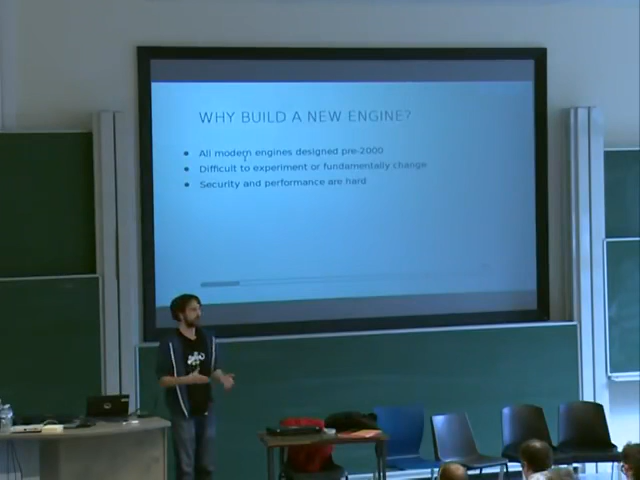 WHY BUILD A NEW ENGINE?
All modern engines designed pre-2000
Difficult to experiment or fundamentally change
Security and performance are hard